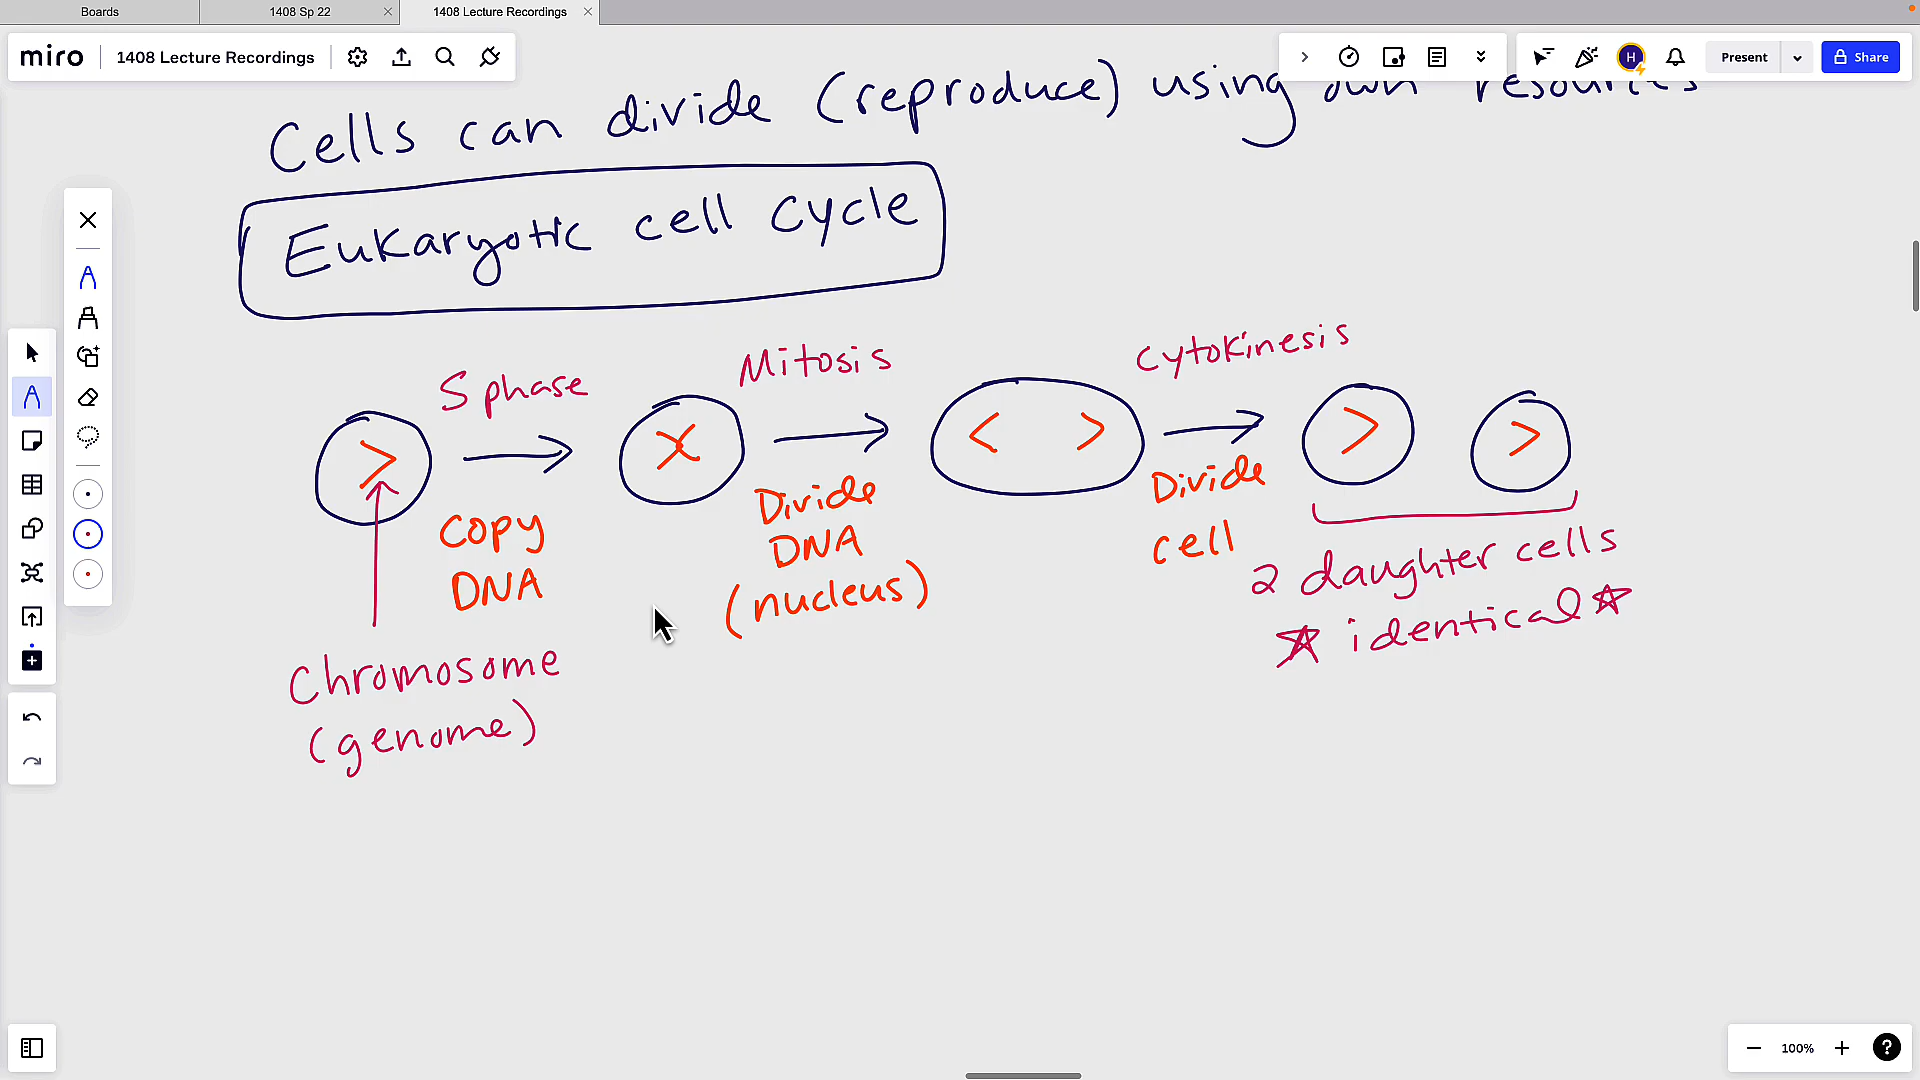 Boards
1408 Sp 22
1408 Lecture Recordings
miro
1408 Lecture Recordings
H
Present
Share
Cells can divide (reproduce) using own resources
Eukaryotic cell cycle
S phase
Mitosis
Cytokinesis
Copy
DNA
Divide
DNA
(nucleus)
Divide
cell
2 daughter cells
identical
Chromosome
(genome)
100%